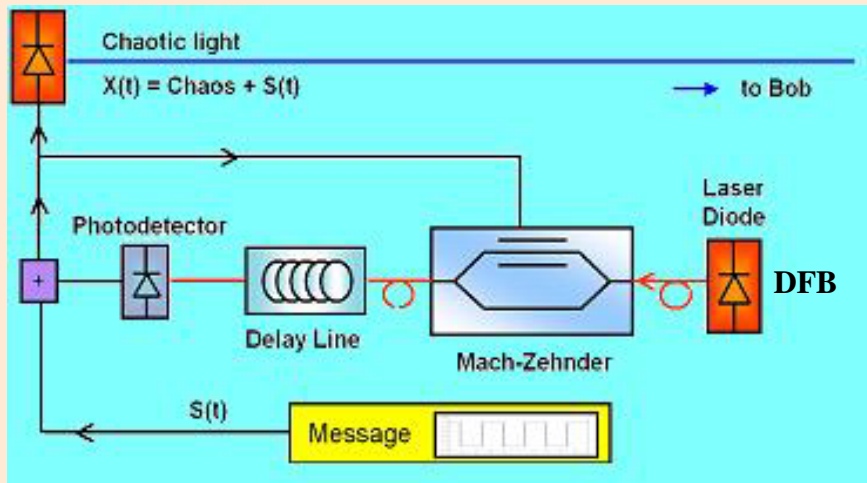 Chaotic light
X(t) = Chaos + S(t)
to Bob
Laser
Diode
Photodetector
+
DFB
Delay Line
Mach-Zehnder
S(t)
Message